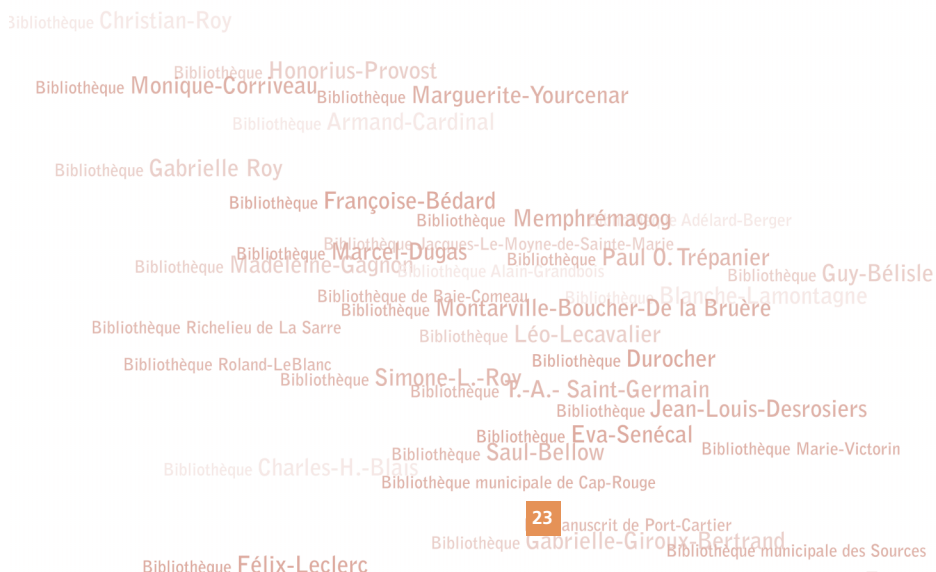 Bibliothèque Christian-Roy
Bibliothèque Honorius-Provost
Bibliothèque Monique-Corriveau
Bibliothèque Marguerite-Yourcenar
Bibliothèque Armand-Cardinal
Bibliothèque Gabrielle Roy
Bibliothèque Françoise-Bédard
Bibliothèque Memphrémagog
Adélard-Berger
Bibliothèque Jacques-Le-Moyne-de-Sainte-Marie
Bibliothèque Marcel-Dugas
Bibliothèque Paul O. Trépanier
Bibliothèque Madeleine-Gagnon
Bibliothèque Alain-Grandbois
Bibliothèque Guy-Bélisle
Bibliothèque de Baie-Comeau
Bibliothèque Blanche-Lamontagne
Bibliothèque Montarville-Boucher-De la Bruère
Bibliothèque Richelieu de La Sarre
Bibliothèque Léo-Lecavalier
Bibliothèque Durocher
Bibliothèque Roland-LeBlanc
Bibliothèque Simone-L.-Roy
Bibliothèque T.-A.- Saint-Germain
Bibliothèque Jean-Louis-Desrosiers
Bibliothèque Eva-Senécal
Bibliothèque Marie-Victorin
Bibliothèque Saul-Bellow
Bibliothèque Charles-H.-Blais
Bibliothèque municipale de Cap-Rouge
23
anuscrit de Port-Cartier
Bibliothèque Gabrielle-Giroux-Bertrand
Bibliothèque municipale des Sources
Bibliothèque Félix-Leclerc